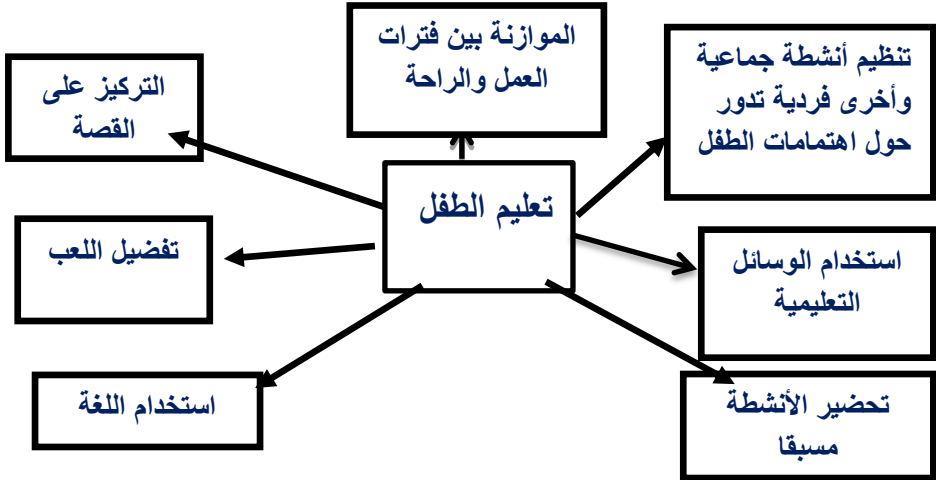 الموازنة بين فترات
العمل والراحة
تنظيم أنشطة جماعية
وأخرى فردية تدور
حول اهتمامات الطفل
التركيز على
القصة
تعليم الطفل
تفضيل اللعب
استخدام الوسائل
التعليمية
استخدام اللغة
تحضير الأنشطة
مسبقا